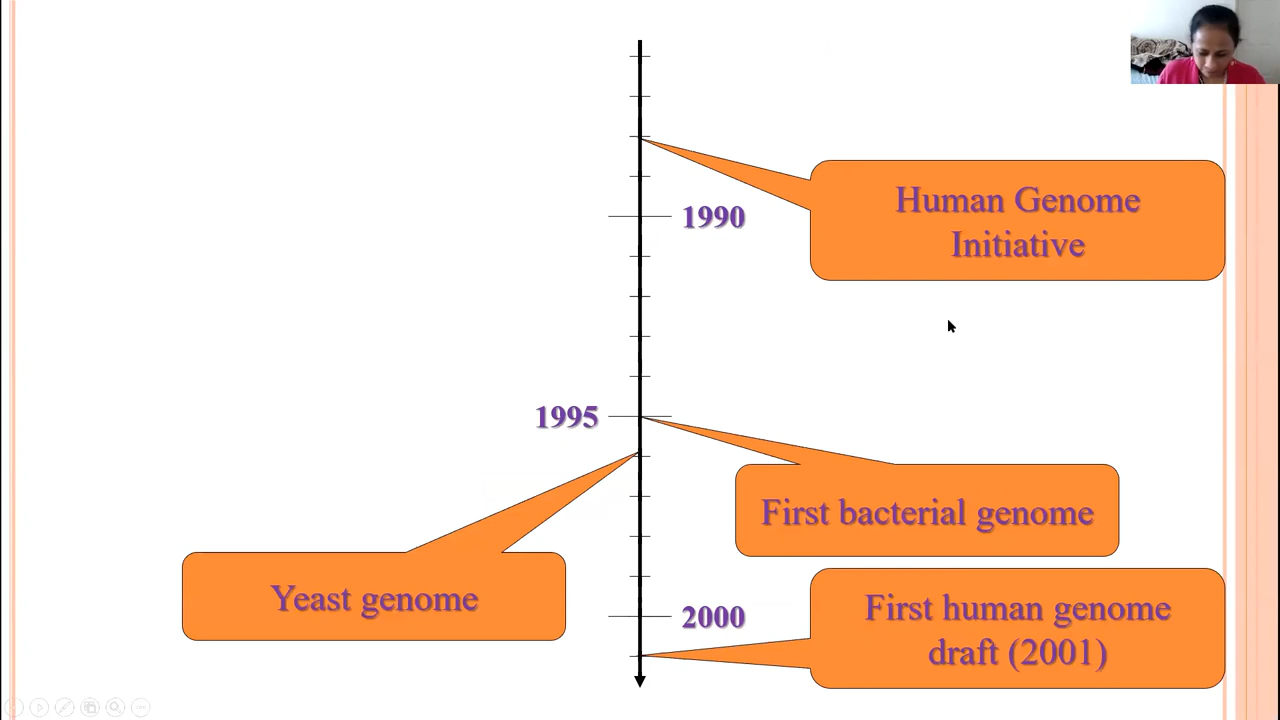 1990
Human Genome
Initiative
1995
First bacterial genome
Yeast genome
2000
First human genome
draft (2001)